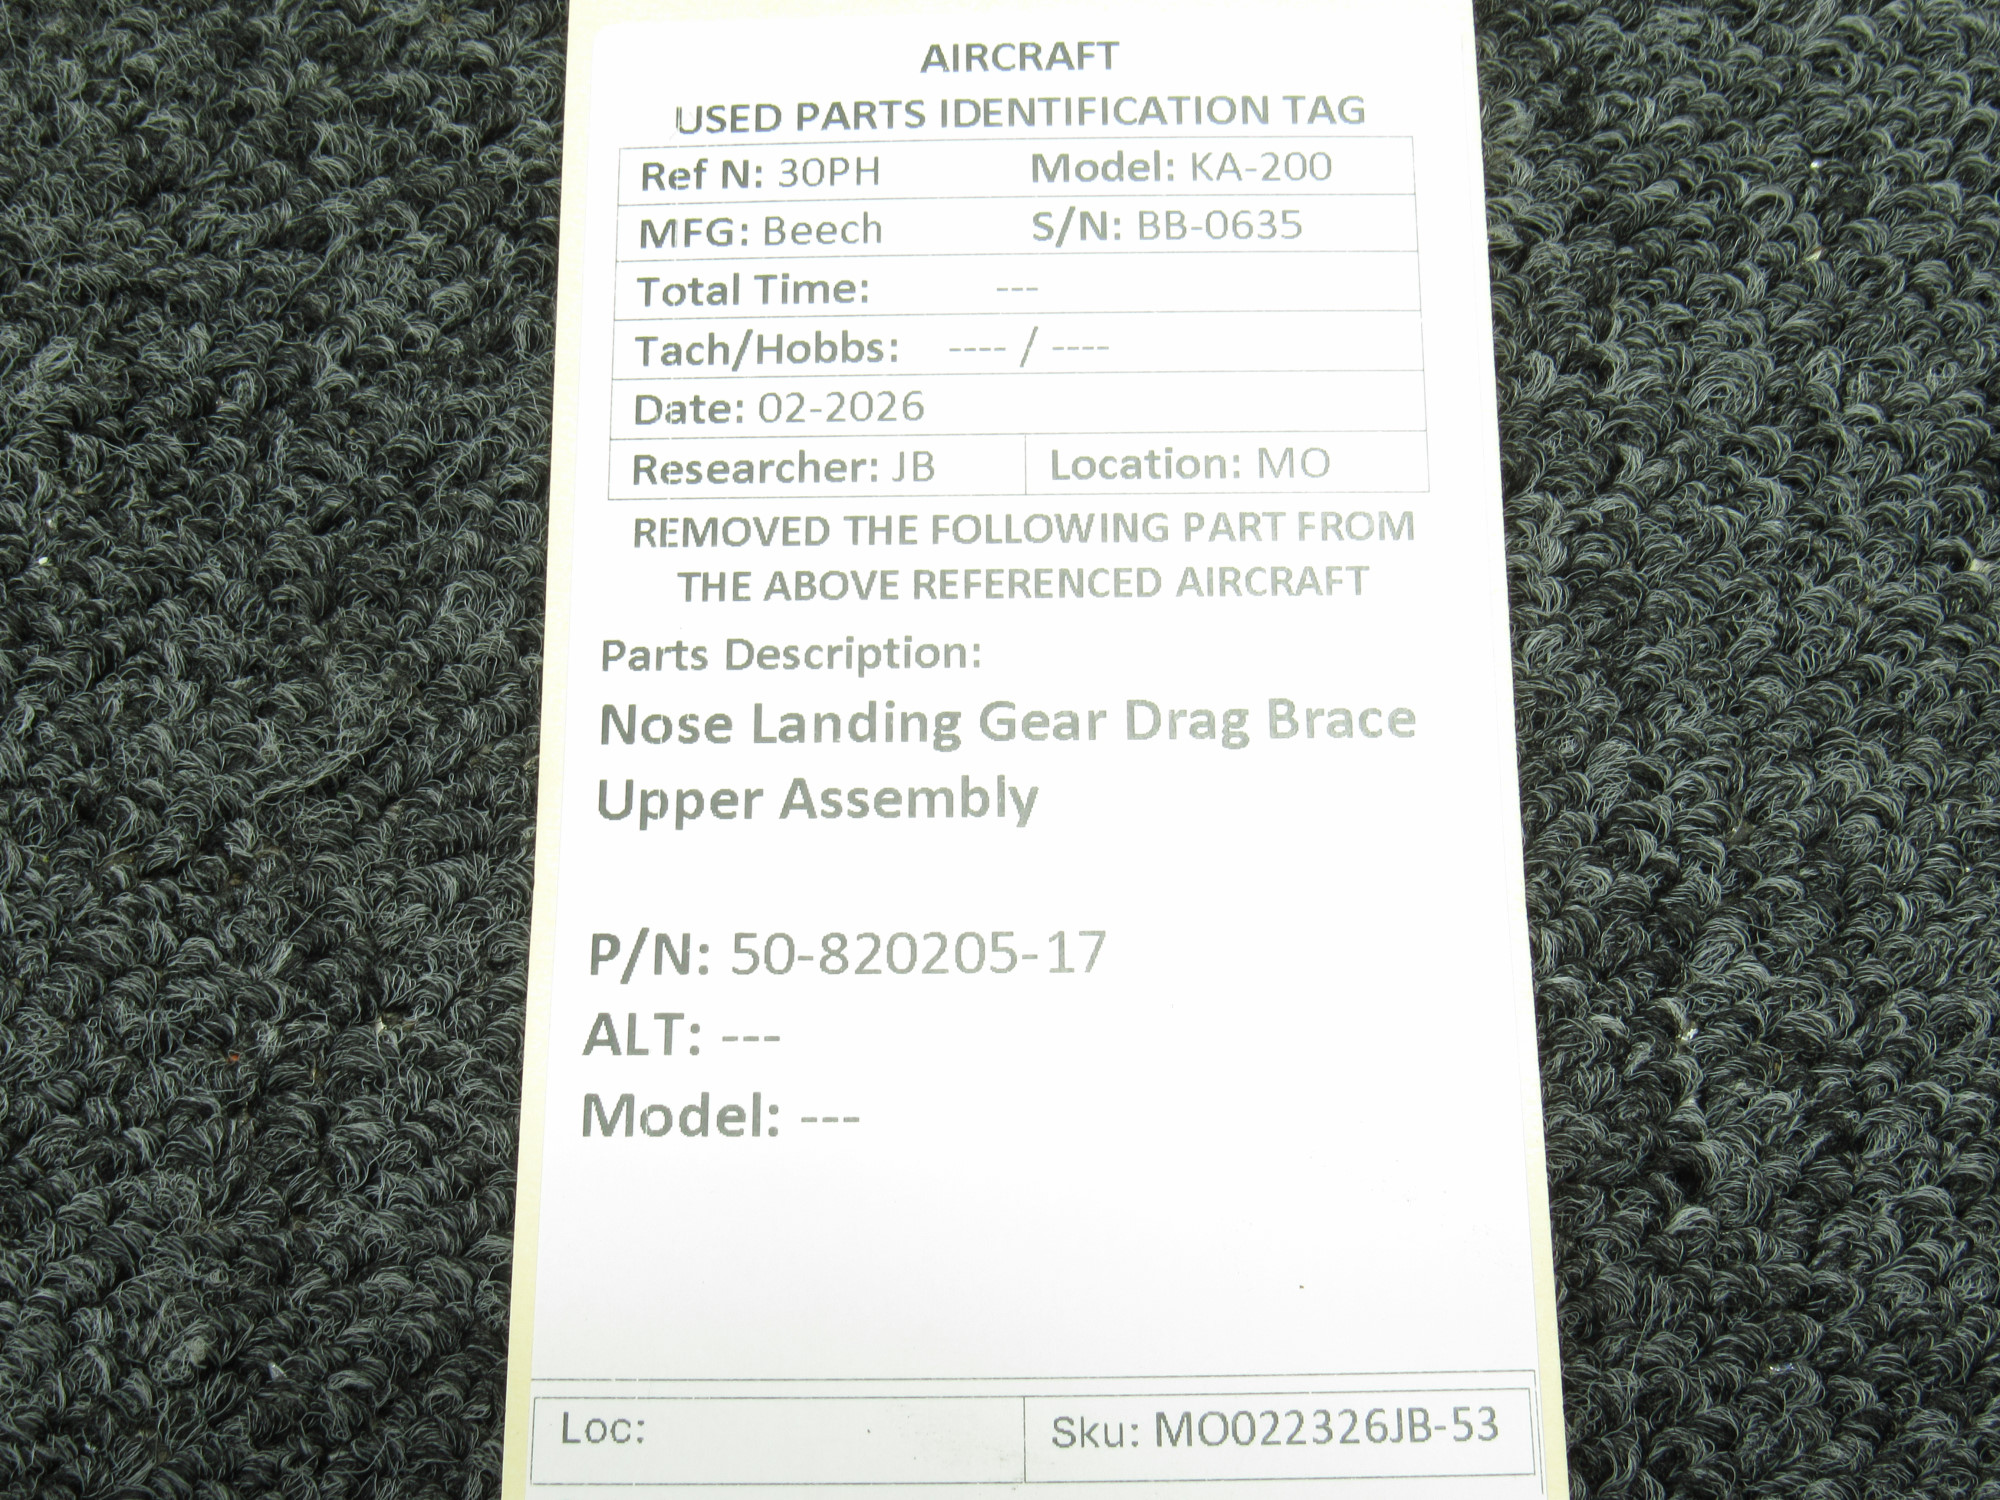 AIRCRAFT
USED PARTS IDENTIFICATION TAG
Ref N: 30PH Model: KA-200
MFG: Beech S/N: BB-0635
Total Time: ---
Tach/Hobbs: ---- / ----
Date: 02-2026
Researcher: JB Location: MO
REMOVED THE FOLLOWING PART FROM
THE ABOVE REFERENCED AIRCRAFT
Parts Description:
Nose Landing Gear Drag Brace
Upper Assembly
P/N: 50-820205-17
ALT: ---
Model: ---
Loc: Sku: MO022326JB-53